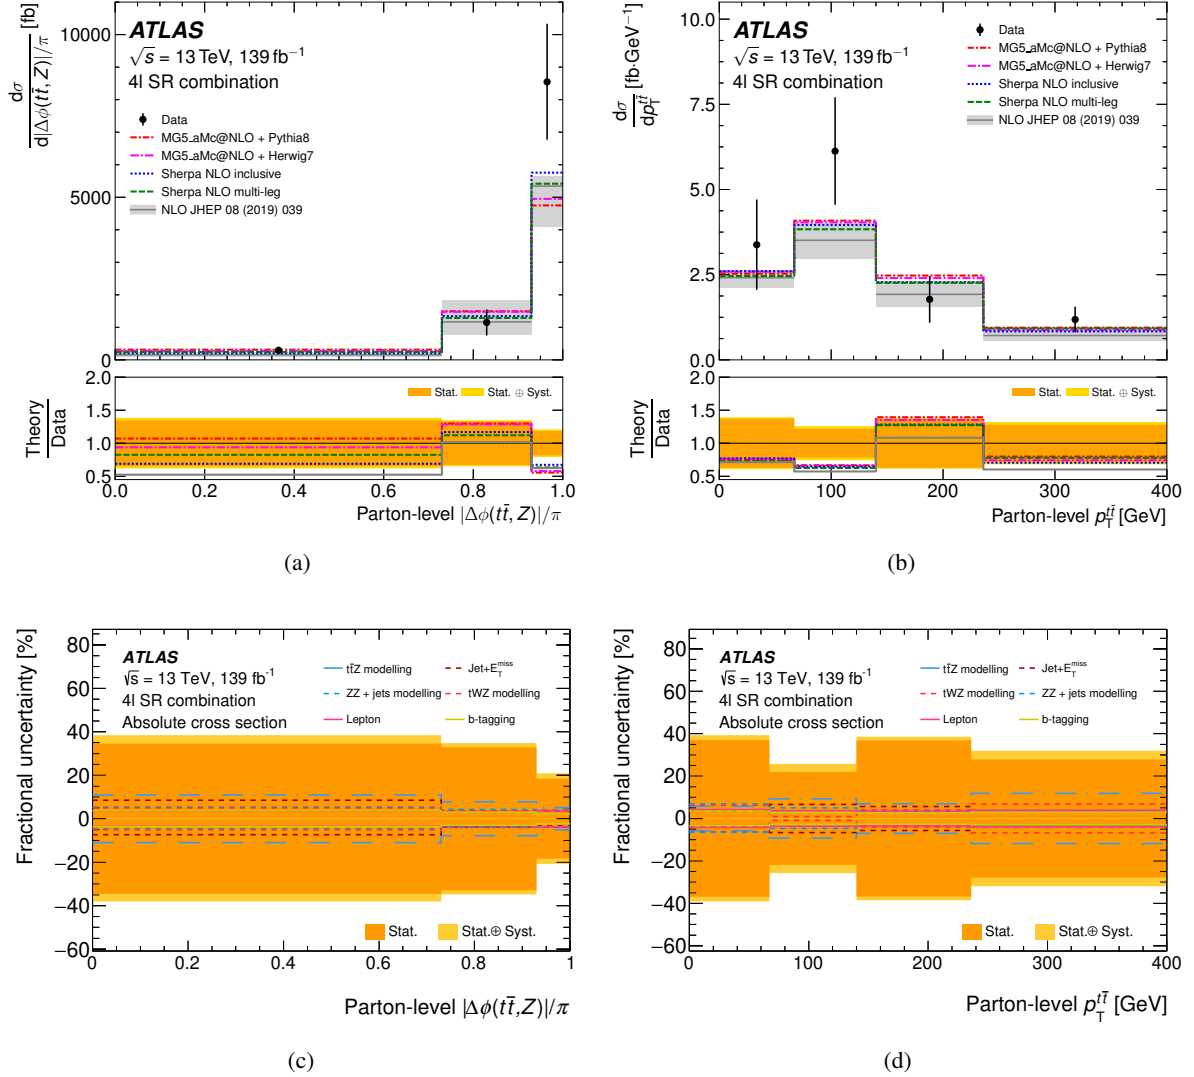 dσ
d|Δφ(tt̄, Z)|/π [fb]
10000
5000
0
ATLAS
√s = 13 TeV, 139 fb⁻¹
4l SR combination
Data
MG5_aMc@NLO + Pythia8
MG5_aMc@NLO + Herwig7
Sherpa NLO inclusive
Sherpa NLO multi-leg
NLO JHEP 08 (2019) 039
Theory
Data
2.0
1.5
1.0
0.5
Stat. Stat. ⊕ Syst.
0.0 0.2 0.4 0.6 0.8 1.0
Parton-level |Δφ(tt̄, Z)|/π
(a)
dσ
dp_T^{tt̄} [fb·GeV⁻¹]
10.0
7.5
5.0
2.5
0.0
ATLAS
√s = 13 TeV, 139 fb⁻¹
4l SR combination
Data
MG5_aMc@NLO + Pythia8
MG5_aMc@NLO + Herwig7
Sherpa NLO inclusive
Sherpa NLO multi-leg
NLO JHEP 08 (2019) 039
Theory
Data
2.0
1.5
1.0
0.5
Stat. Stat. ⊕ Syst.
0 100 200 300 400
Parton-level p_T^{tt̄} [GeV]
(b)
Fractional uncertainty [%]
80
60
40
20
0
−20
−40
−60
ATLAS
√s = 13 TeV, 139 fb⁻¹
4l SR combination
Absolute cross section
tt̄Z modelling Jet+E_T^{miss}
ZZ + jets modelling tWZ modelling
Lepton b-tagging
Stat. Stat.⊕ Syst.
0 0.2 0.4 0.6 0.8 1
Parton-level |Δφ(tt̄,Z)|/π
(c)
Fractional uncertainty [%]
80
60
40
20
0
−20
−40
−60
ATLAS
√s = 13 TeV, 139 fb⁻¹
4l SR combination
Absolute cross section
tt̄Z modelling Jet+E_T^{miss}
tWZ modelling ZZ + jets modelling
Lepton b-tagging
Stat. Stat.⊕ Syst.
0 100 200 300 400
Parton-level p_T^{tt̄} [GeV]
(d)